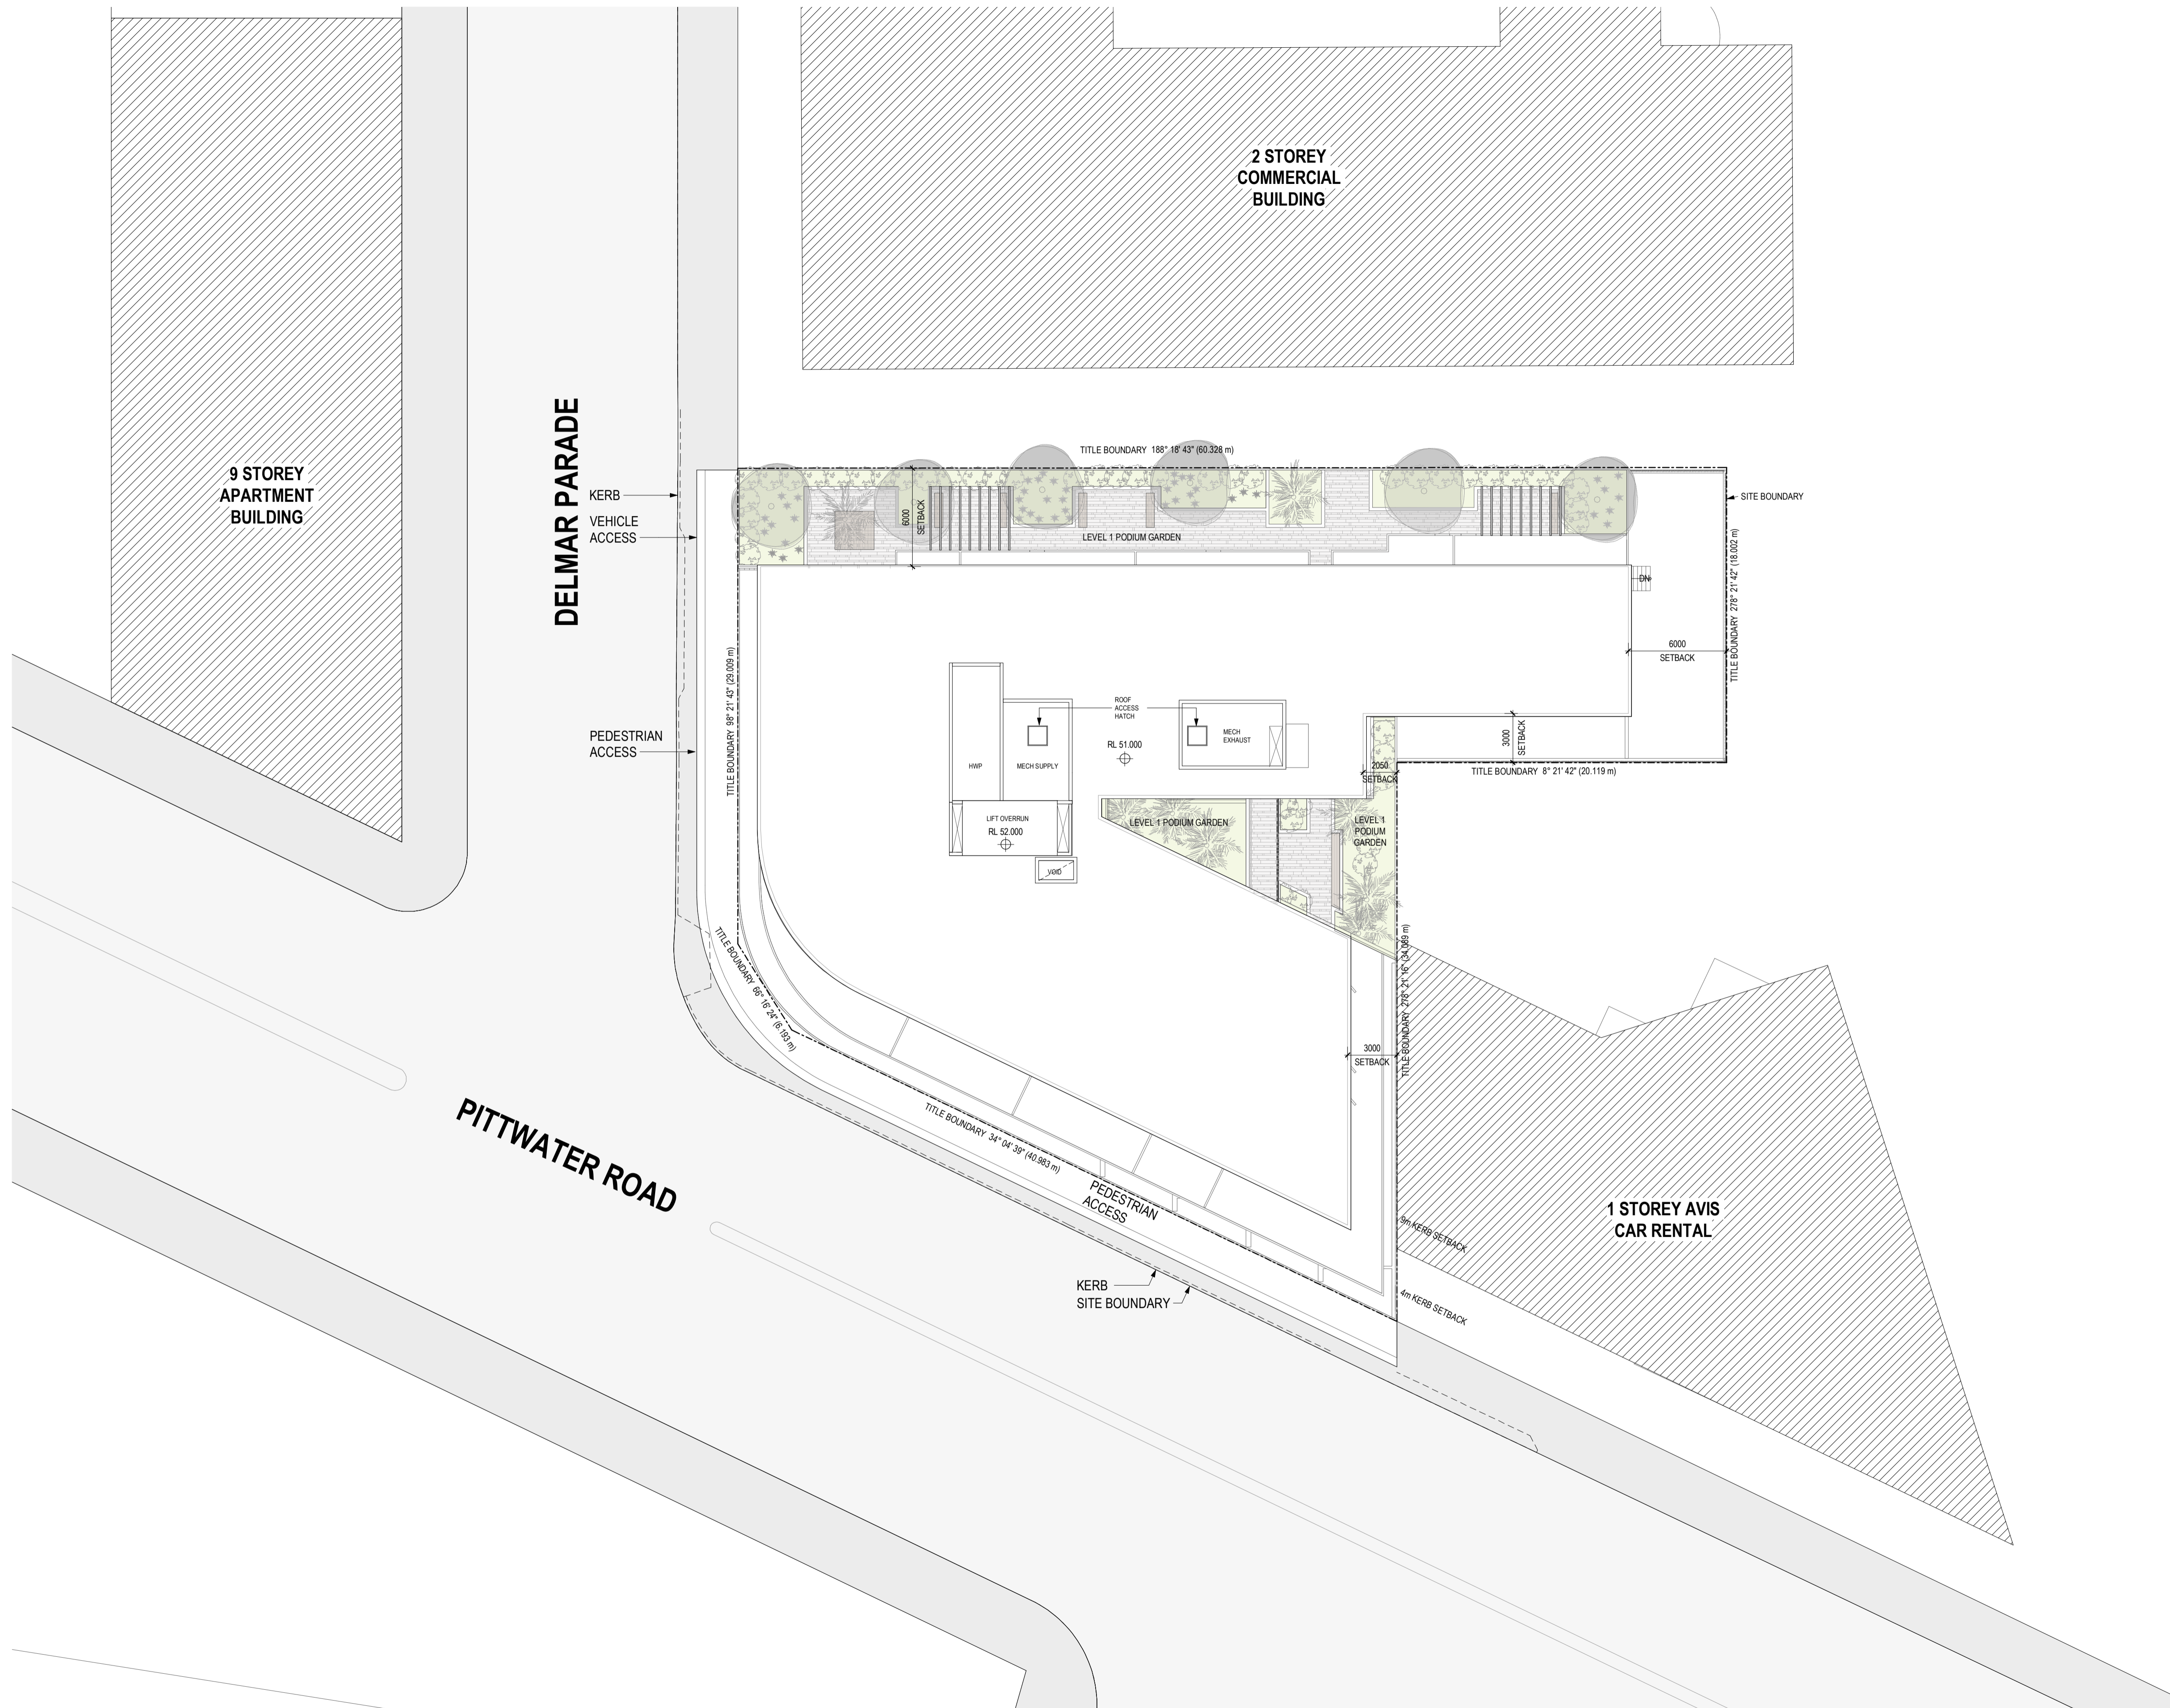 2 STOREY
COMMERCIAL
BUILDING
9 STOREY
APARTMENT
BUILDING
DELMAR PARADE
KERB
VEHICLE
ACCESS
PEDESTRIAN
ACCESS
TITLE BOUNDARY 188° 18' 43" (60.328 m)
6000
SETBACK
LEVEL 1 PODIUM GARDEN
SITE BOUNDARY
TITLE BOUNDARY 278° 21' 42" (18.002 m)
DN
6000
SETBACK
3000
SETBACK
TITLE BOUNDARY 8° 21' 42" (20.119 m)
TITLE BOUNDARY 98° 21' 43" (29.009 m)
ROOF
ACCESS
HATCH
RL 51.000
MECH
EXHAUST
HWP
MECH SUPPLY
2050
SETBACK
LIFT OVERRUN
RL 52.000
VOID
LEVEL 1 PODIUM GARDEN
LEVEL 1
PODIUM
GARDEN
TITLE BOUNDARY 66° 16' 24" (6.193 m)
TITLE BOUNDARY 278° 21' 16" (34.089 m)
3000
SETBACK
TITLE BOUNDARY 34° 04' 39" (40.983 m)
PITTWATER ROAD
PEDESTRIAN
ACCESS
1 STOREY AVIS
CAR RENTAL
9m KERB SETBACK
4m KERB SETBACK
KERB
SITE BOUNDARY